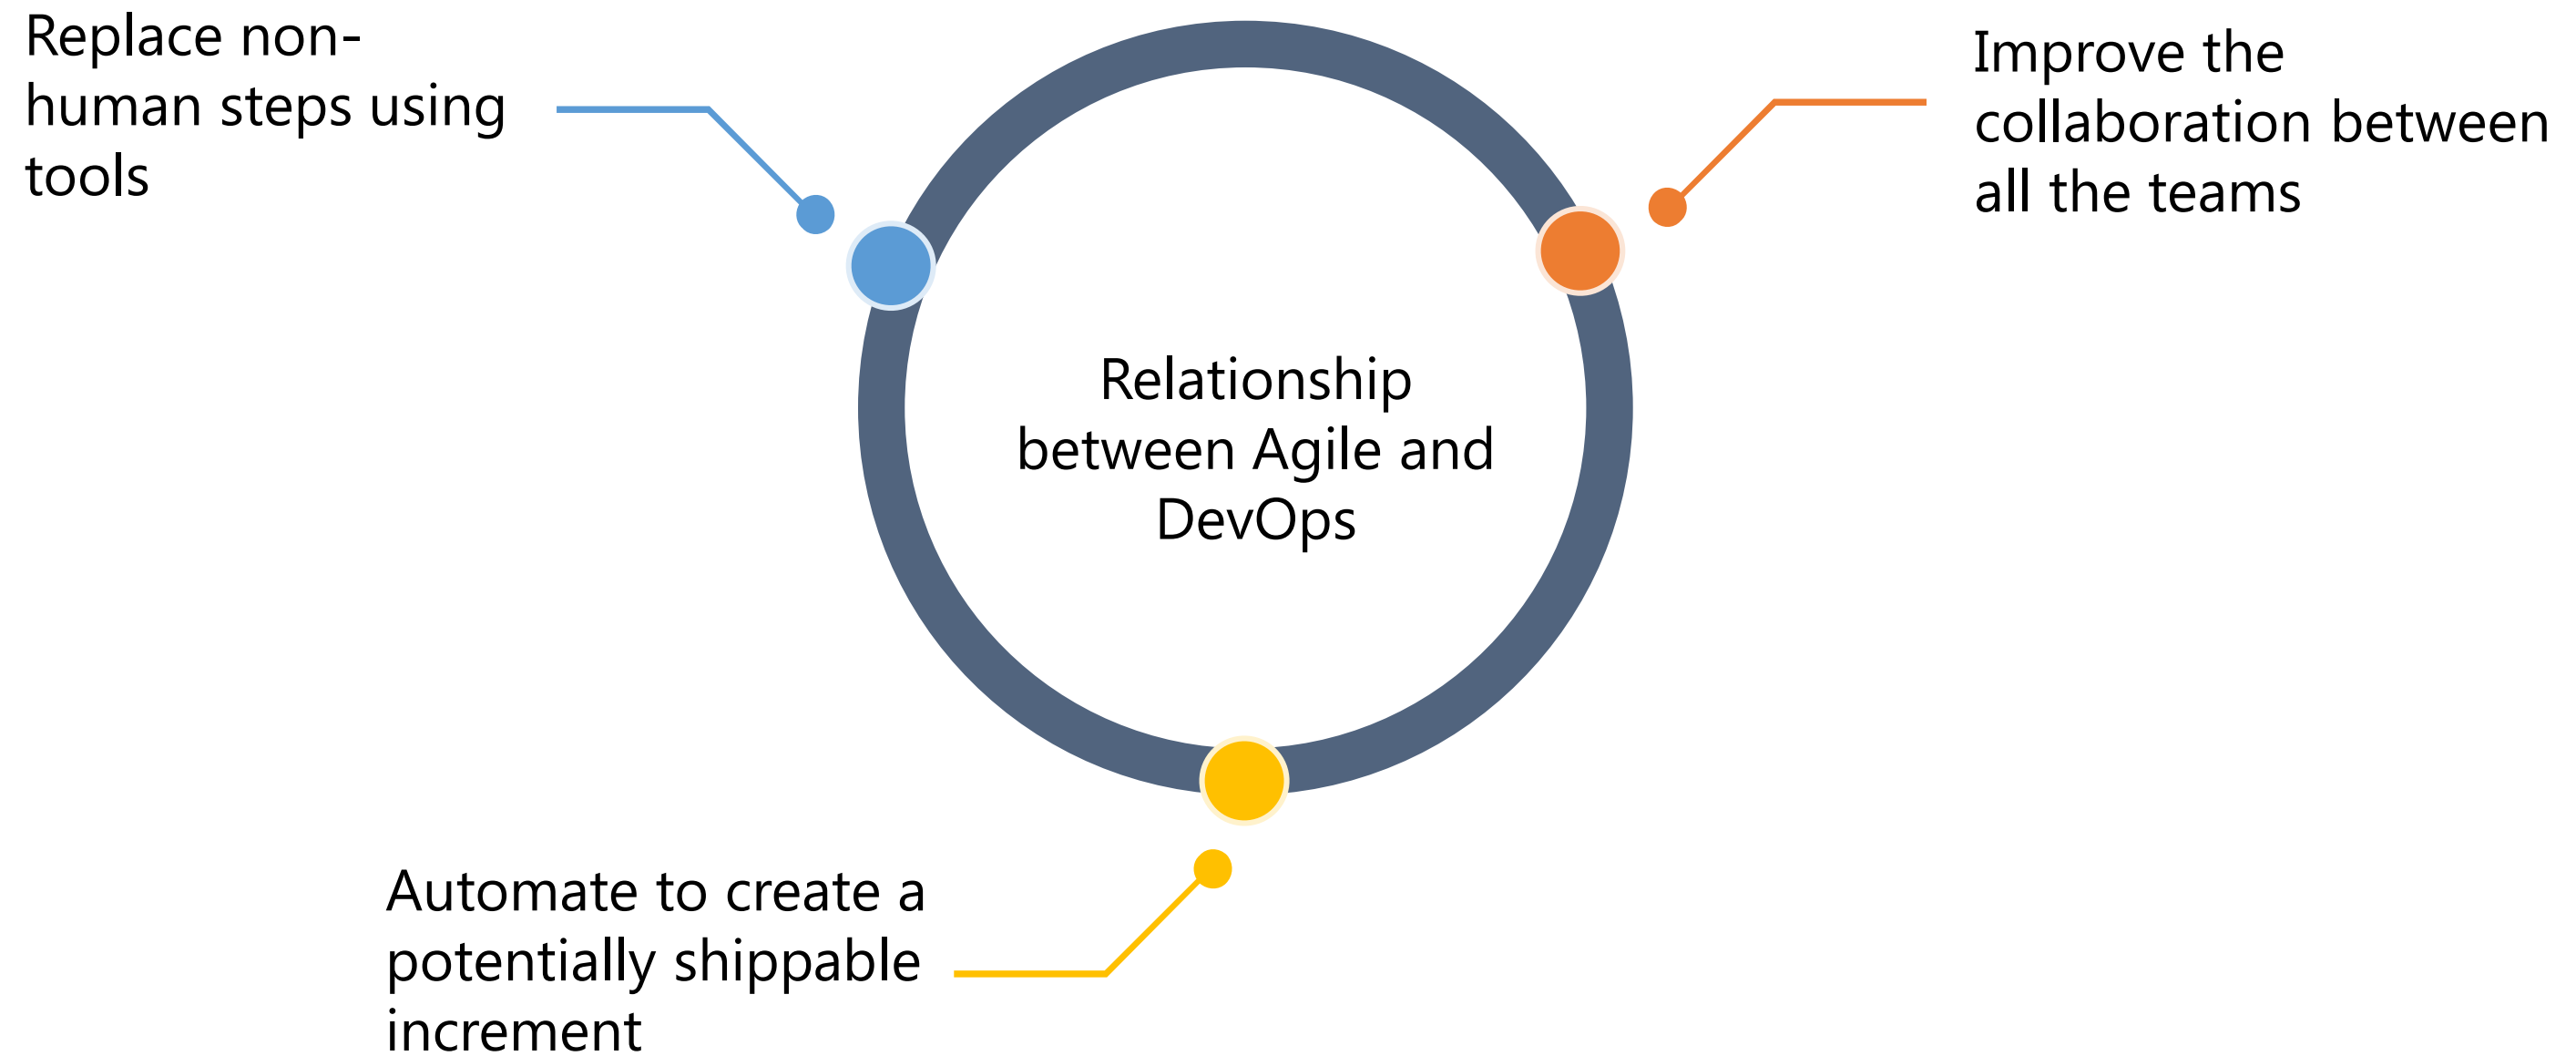 Replace non-
human steps using
tools
Improve the
collaboration between
all the teams
Relationship
between Agile and
DevOps
Automate to create a
potentially shippable
increment